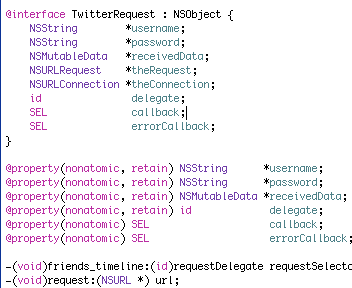 @interface TwitterRequest : NSObject {
NSString *username;
NSString *password;
NSMutableData *receivedData;
NSURLRequest *theRequest;
NSURLConnection *theConnection;
id delegate;
SEL callback;
SEL errorCallback;
}
@property(nonatomic, retain) NSString *username;
@property(nonatomic, retain) NSString *password;
@property(nonatomic, retain) NSMutableData *receivedData;
@property(nonatomic, retain) id delegate;
@property(nonatomic) SEL callback;
@property(nonatomic) SEL errorCallback;
-(void)friends_timeline:(id)requestDelegate requestSelecto
-(void)request:(NSURL *) url;